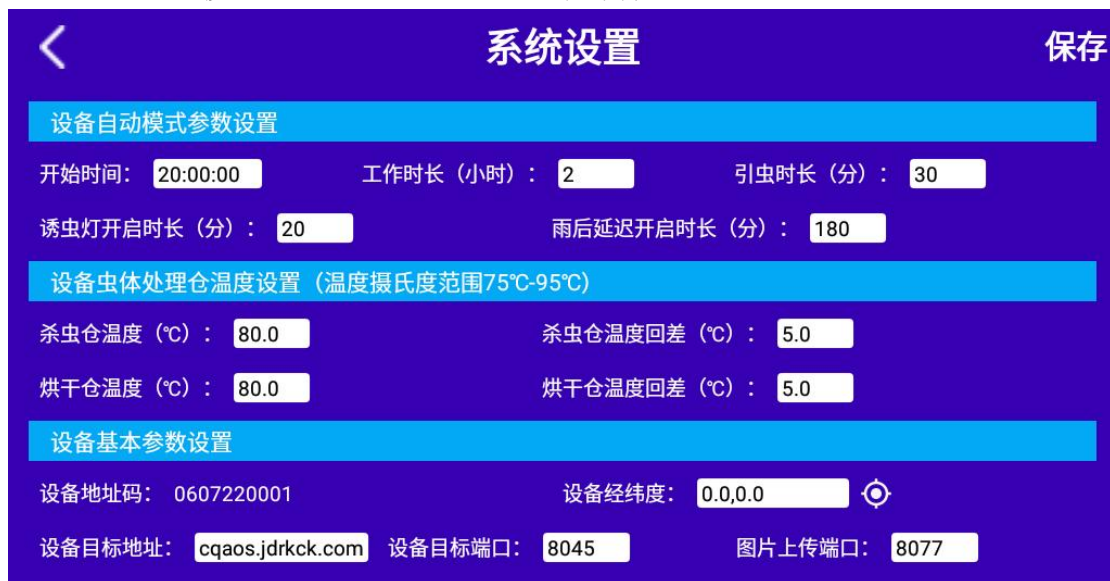 系统设置 保存
设备自动模式参数设置
开始时间： 20:00:00 工作时长（小时）： 2 引虫时长（分）： 30
诱虫灯开启时长（分）： 20 雨后延迟开启时长（分）： 180
设备虫体处理仓温度设置（温度摄氏度范围75℃-95℃)
杀虫仓温度（℃）： 80.0 杀虫仓温度回差（℃）： 5.0
烘干仓温度（℃）： 80.0 烘干仓温度回差（℃）： 5.0
设备基本参数设置
设备地址码： 0607220001 设备经纬度： 0.0,0.0
设备目标地址： cqaos.jdrkck.com 设备目标端口： 8045 图片上传端口： 8077